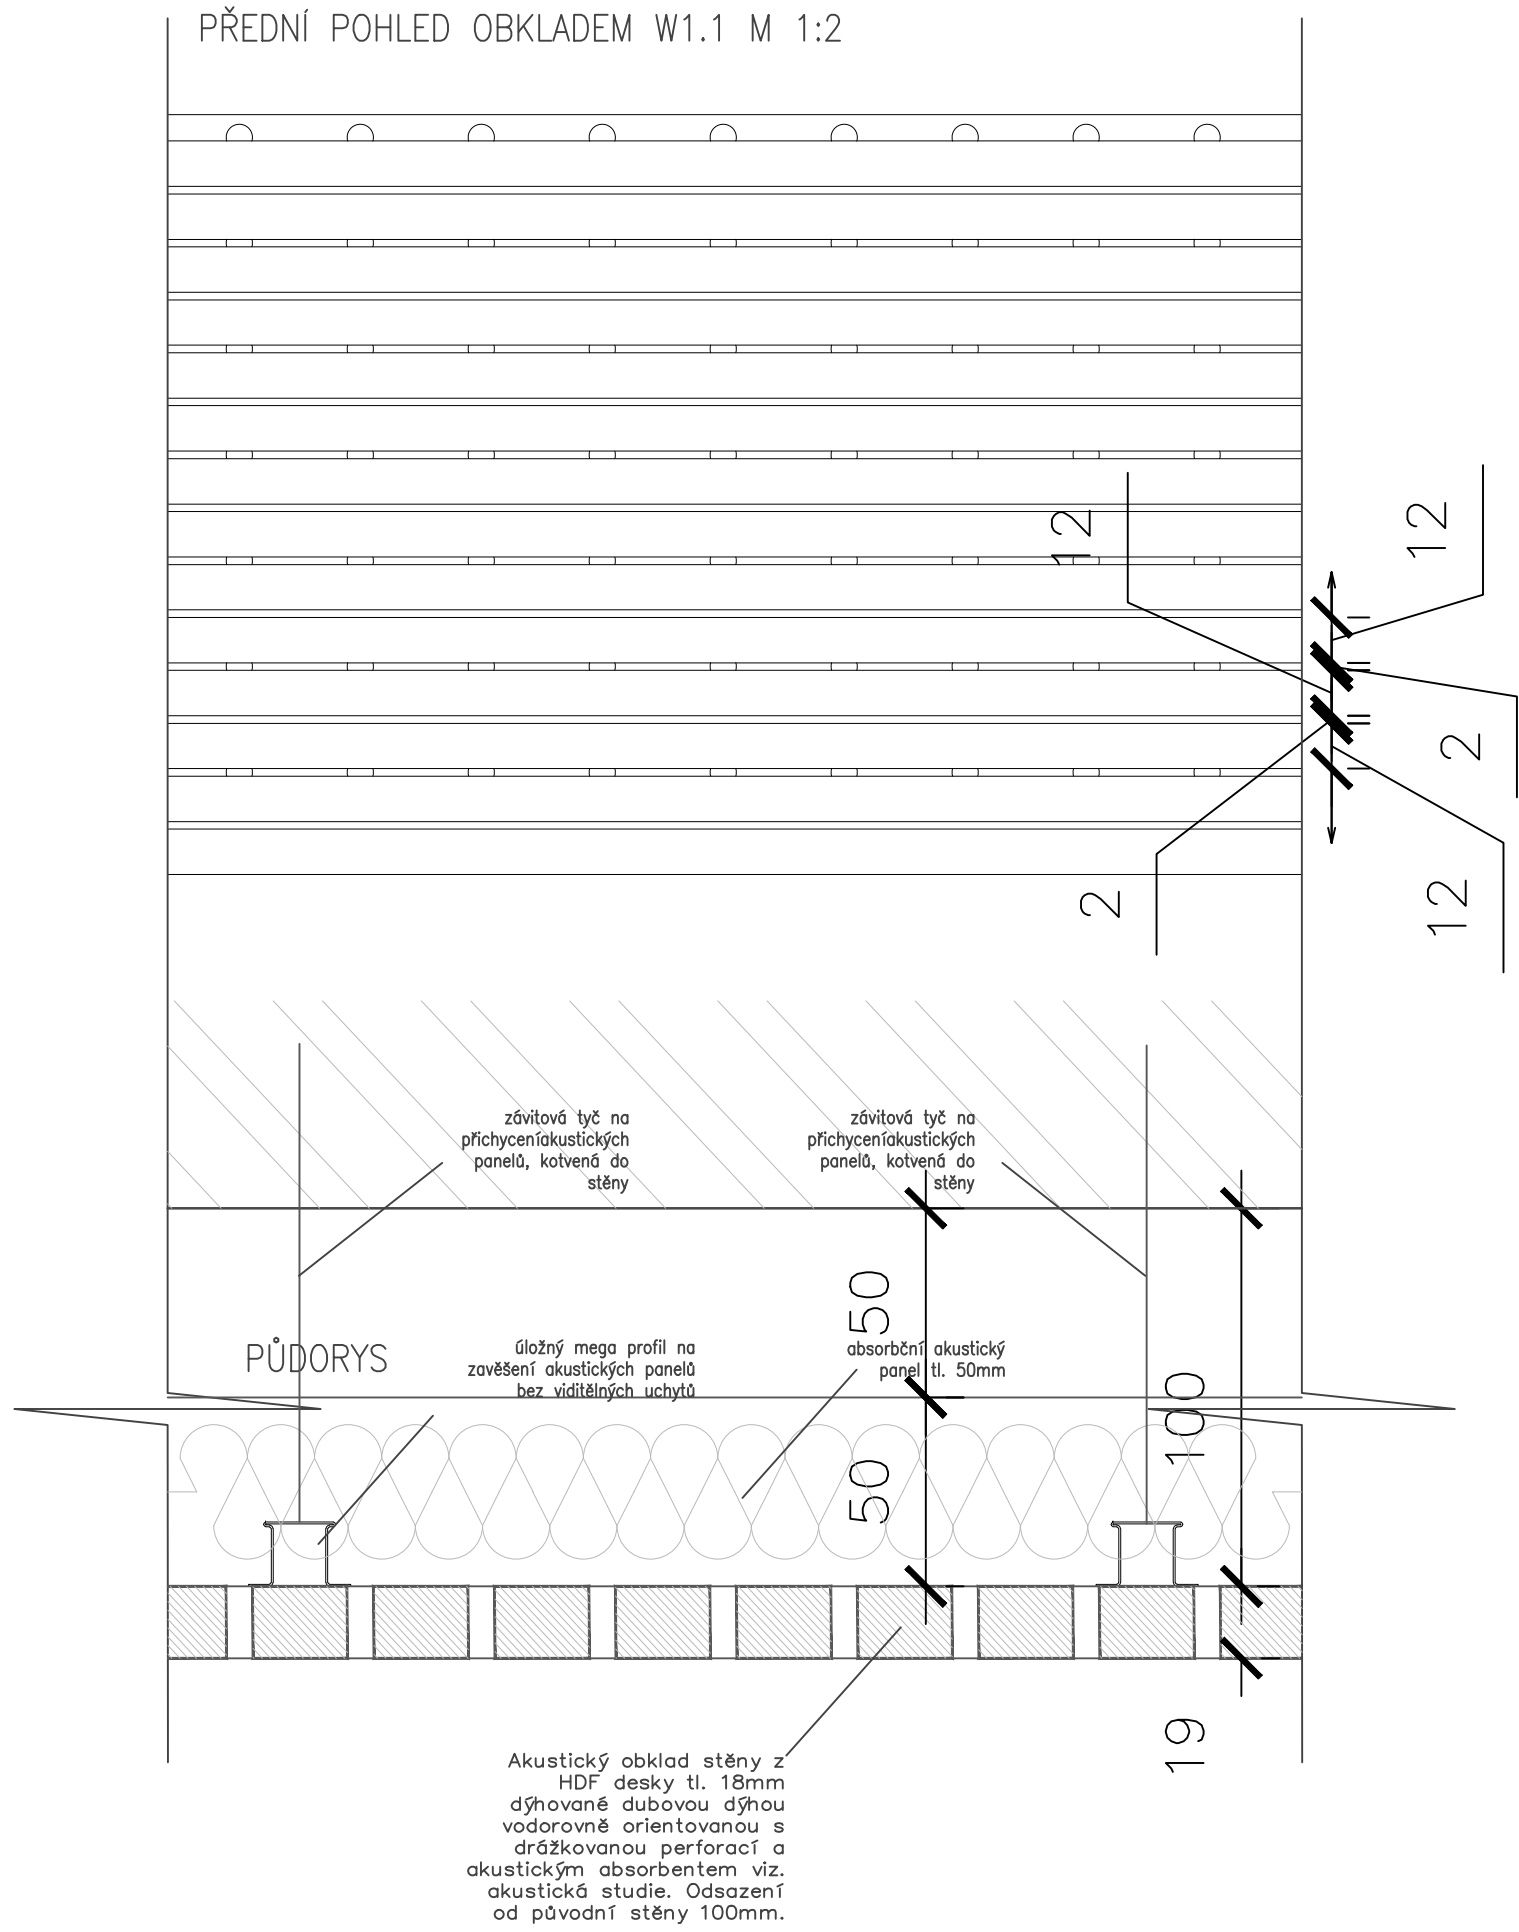 PŘEDNÍ POHLED OBKLADEM W1.1 M 1:2
12
12
2
2
12
závitová tyč na
přichyceníakustických
panelů, kotvená do
stěny
závitová tyč na
přichyceníakustických
panelů, kotvená do
stěny
50
PŮDORYS
úložný mega profil na
zavěšení akustických panelů
bez viditělných uchytů
absorbční akustický
panel tl. 50mm
100
50
19
Akustický obklad stěny z
HDF desky tl. 18mm
dýhované dubovou dýhou
vodorovně orientovanou s
drážkovanou perforací a
akustickým absorbentem viz.
akustická studie. Odsazení
od původní stěny 100mm.